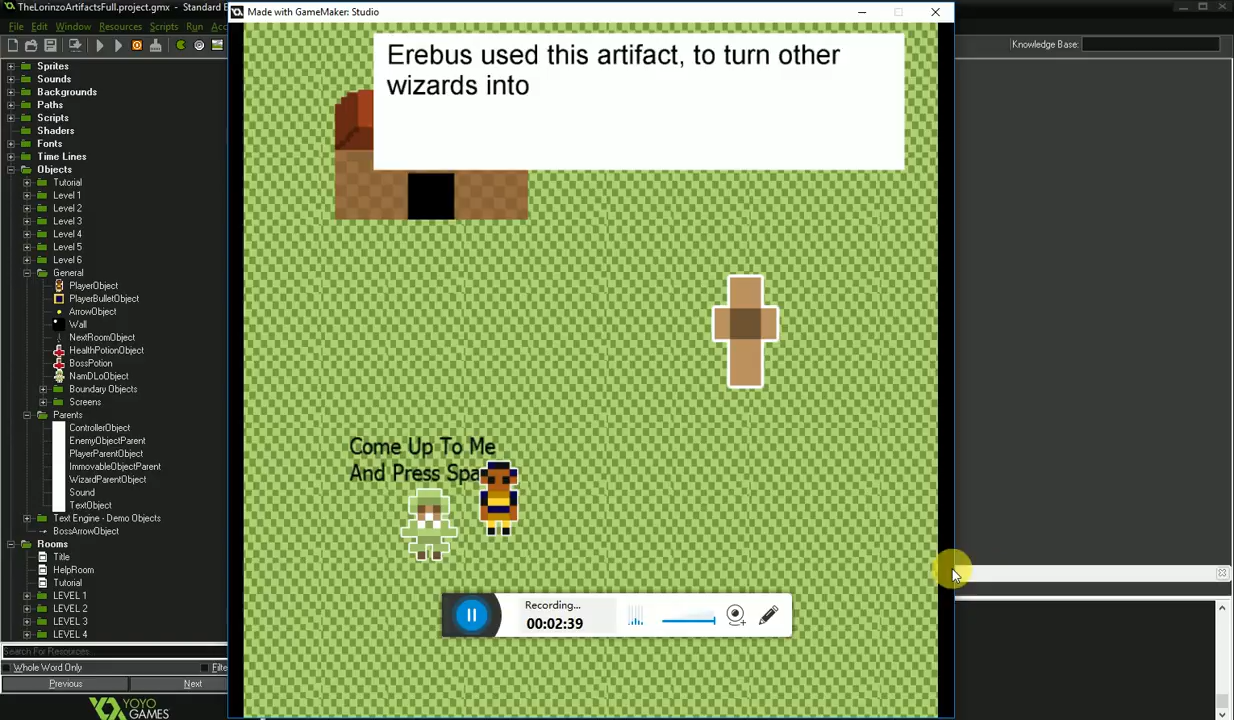 TheLorinzoArtifactsFull.project.gmx - Standard E
File Edit Window Resources Scripts Run
Made with GameMaker: Studio
Knowledge Base:
Sprites
Sounds
Backgrounds
Paths
Scripts
Shaders
Fonts
Time Lines
Objects
Tutorial
Level 1
Level 2
Level 3
Level 4
Level 5
Level 6
General
PlayerObject
PlayerBulletObject
ArrowObject
Wall
NextRoomObject
HealthPotionObject
BossPotion
NamDLoObject
Boundary Objects
Screens
Parents
ControllerObject
EnemyObjectParent
PlayerParentObject
ImmovableObjectParent
WizardParentObject
Sound
TextObject
Text Engine - Demo Objects
BossArrowObject
Rooms
Title
HelpRoom
Tutorial
LEVEL 1
LEVEL 2
LEVEL 3
LEVEL 4
Search For Resources
Whole Word Only
Filte
Previous
Next
YOYO
GAMES
Erebus used this artifact, to turn other
wizards into
Come Up To Me
And Press Spa
Recording...
00:02:39